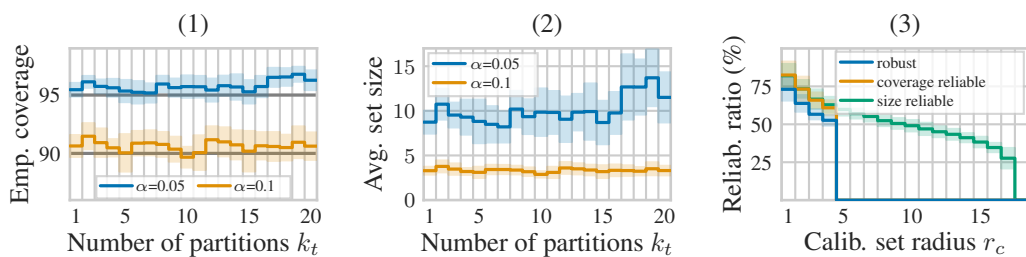 (1)
Emp. coverage
95
90
α=0.05
α=0.1
1
5
10
15
20
Number of partitions k_t
(2)
Avg. set size
15
10
5
0
α=0.05
α=0.1
1
5
10
15
20
Number of partitions k_t
(3)
Reliab. ratio (%)
75
50
25
robust
coverage reliable
size reliable
1
5
10
15
Calib. set radius r_c